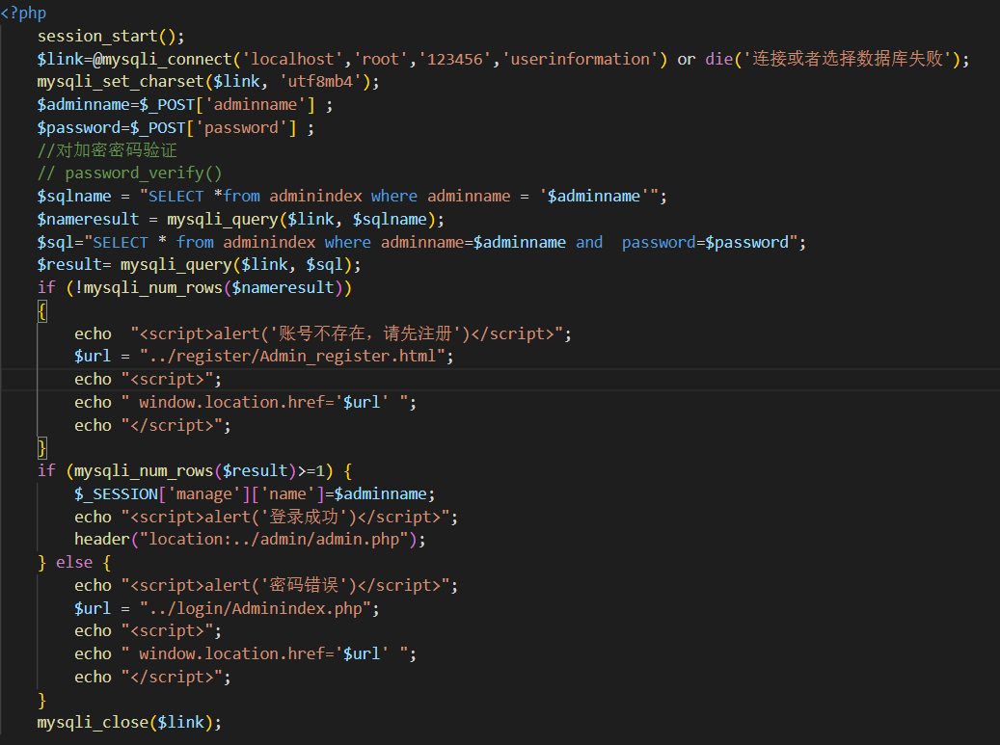 <?php
session_start();
$link=@mysqli_connect('localhost','root','123456','userinformation') or die('连接或者选择数据库失败');
mysqli_set_charset($link, 'utf8mb4');
$adminname=$_POST['adminname'] ;
$password=$_POST['password'] ;
//对加密密码验证
// password_verify()
$sqlname = "SELECT *from adminindex where adminname = '$adminname'";
$nameresult = mysqli_query($link, $sqlname);
$sql="SELECT * from adminindex where adminname=$adminname and  password=$password";
$result= mysqli_query($link, $sql);
if (!mysqli_num_rows($nameresult))
{
echo  "<script>alert('账号不存在，请先注册')</script>";
$url = "../register/Admin_register.html";
echo "<script>";
echo " window.location.href='$url' ";
echo "</script>";
}
if (mysqli_num_rows($result)>=1) {
$_SESSION['manage']['name']=$adminname;
echo "<script>alert('登录成功')</script>";
header("location:../admin/admin.php");
} else {
echo "<script>alert('密码错误')</script>";
$url = "../login/Adminindex.php";
echo "<script>";
echo " window.location.href='$url' ";
echo "</script>";
}
mysqli_close($link);